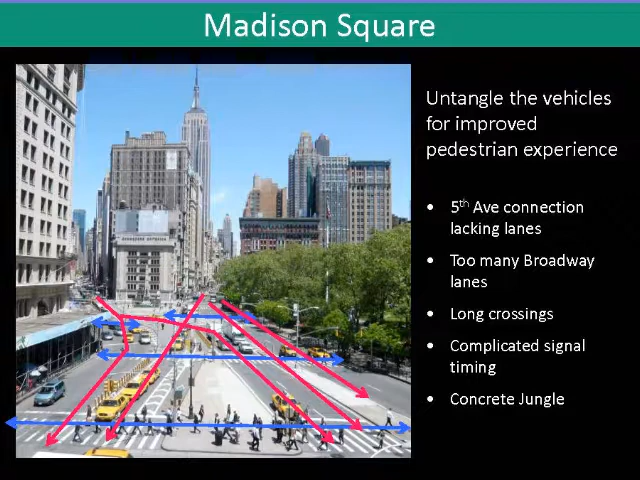 Madison Square
Untangle the vehicles
for improved
pedestrian experience
• 5th Ave connection
lacking lanes
• Too many Broadway
lanes
• Long crossings
• Complicated signal
timing
• Concrete Jungle